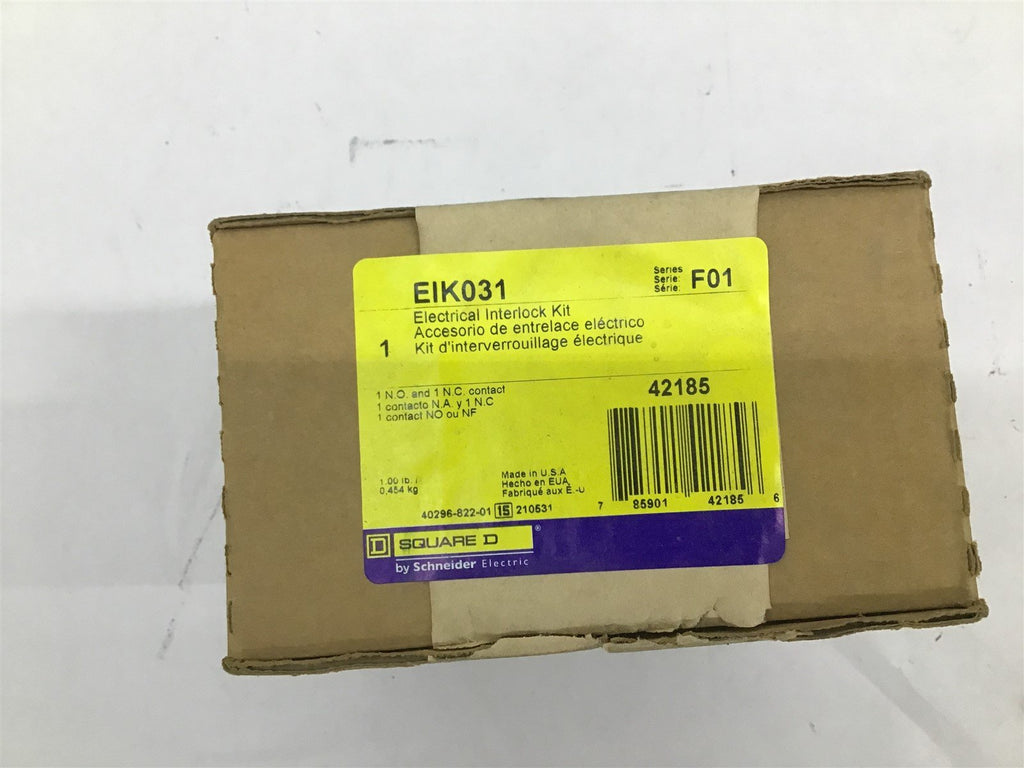 EIK031
Series
Serie:
Série: F01
Electrical Interlock Kit
Accesorio de entrelace eléctrico
1 Kit d'interverrouillage électrique
1 N.O. and 1 N.C. contact
1 contacto N.A. y 1 N.C
1 contact NO ou NF
42185
1.00 lb. /
0,454 kg
Made in U.S.A
Hecho en EUA
Fabriqué aux É.-U
40296-822-01 15 210531
7 85901 42185 6
D SQUARE D ®
by Schneider Electric